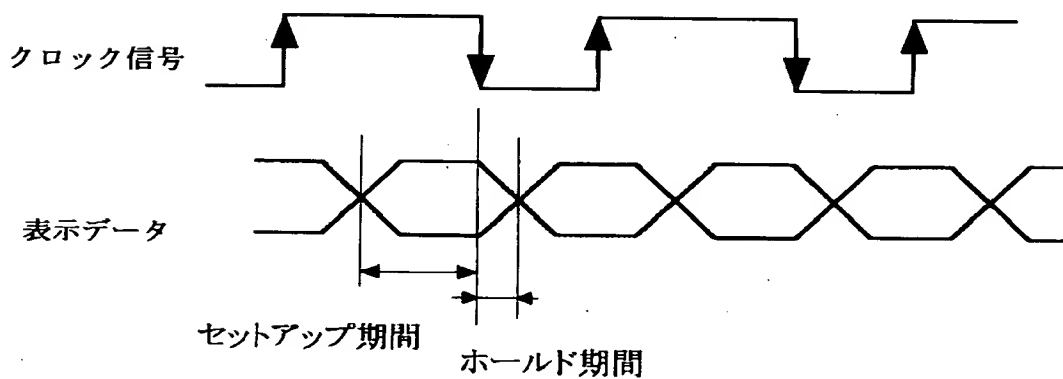 クロック信号
表示データ
セットアップ期間
ホールド期間